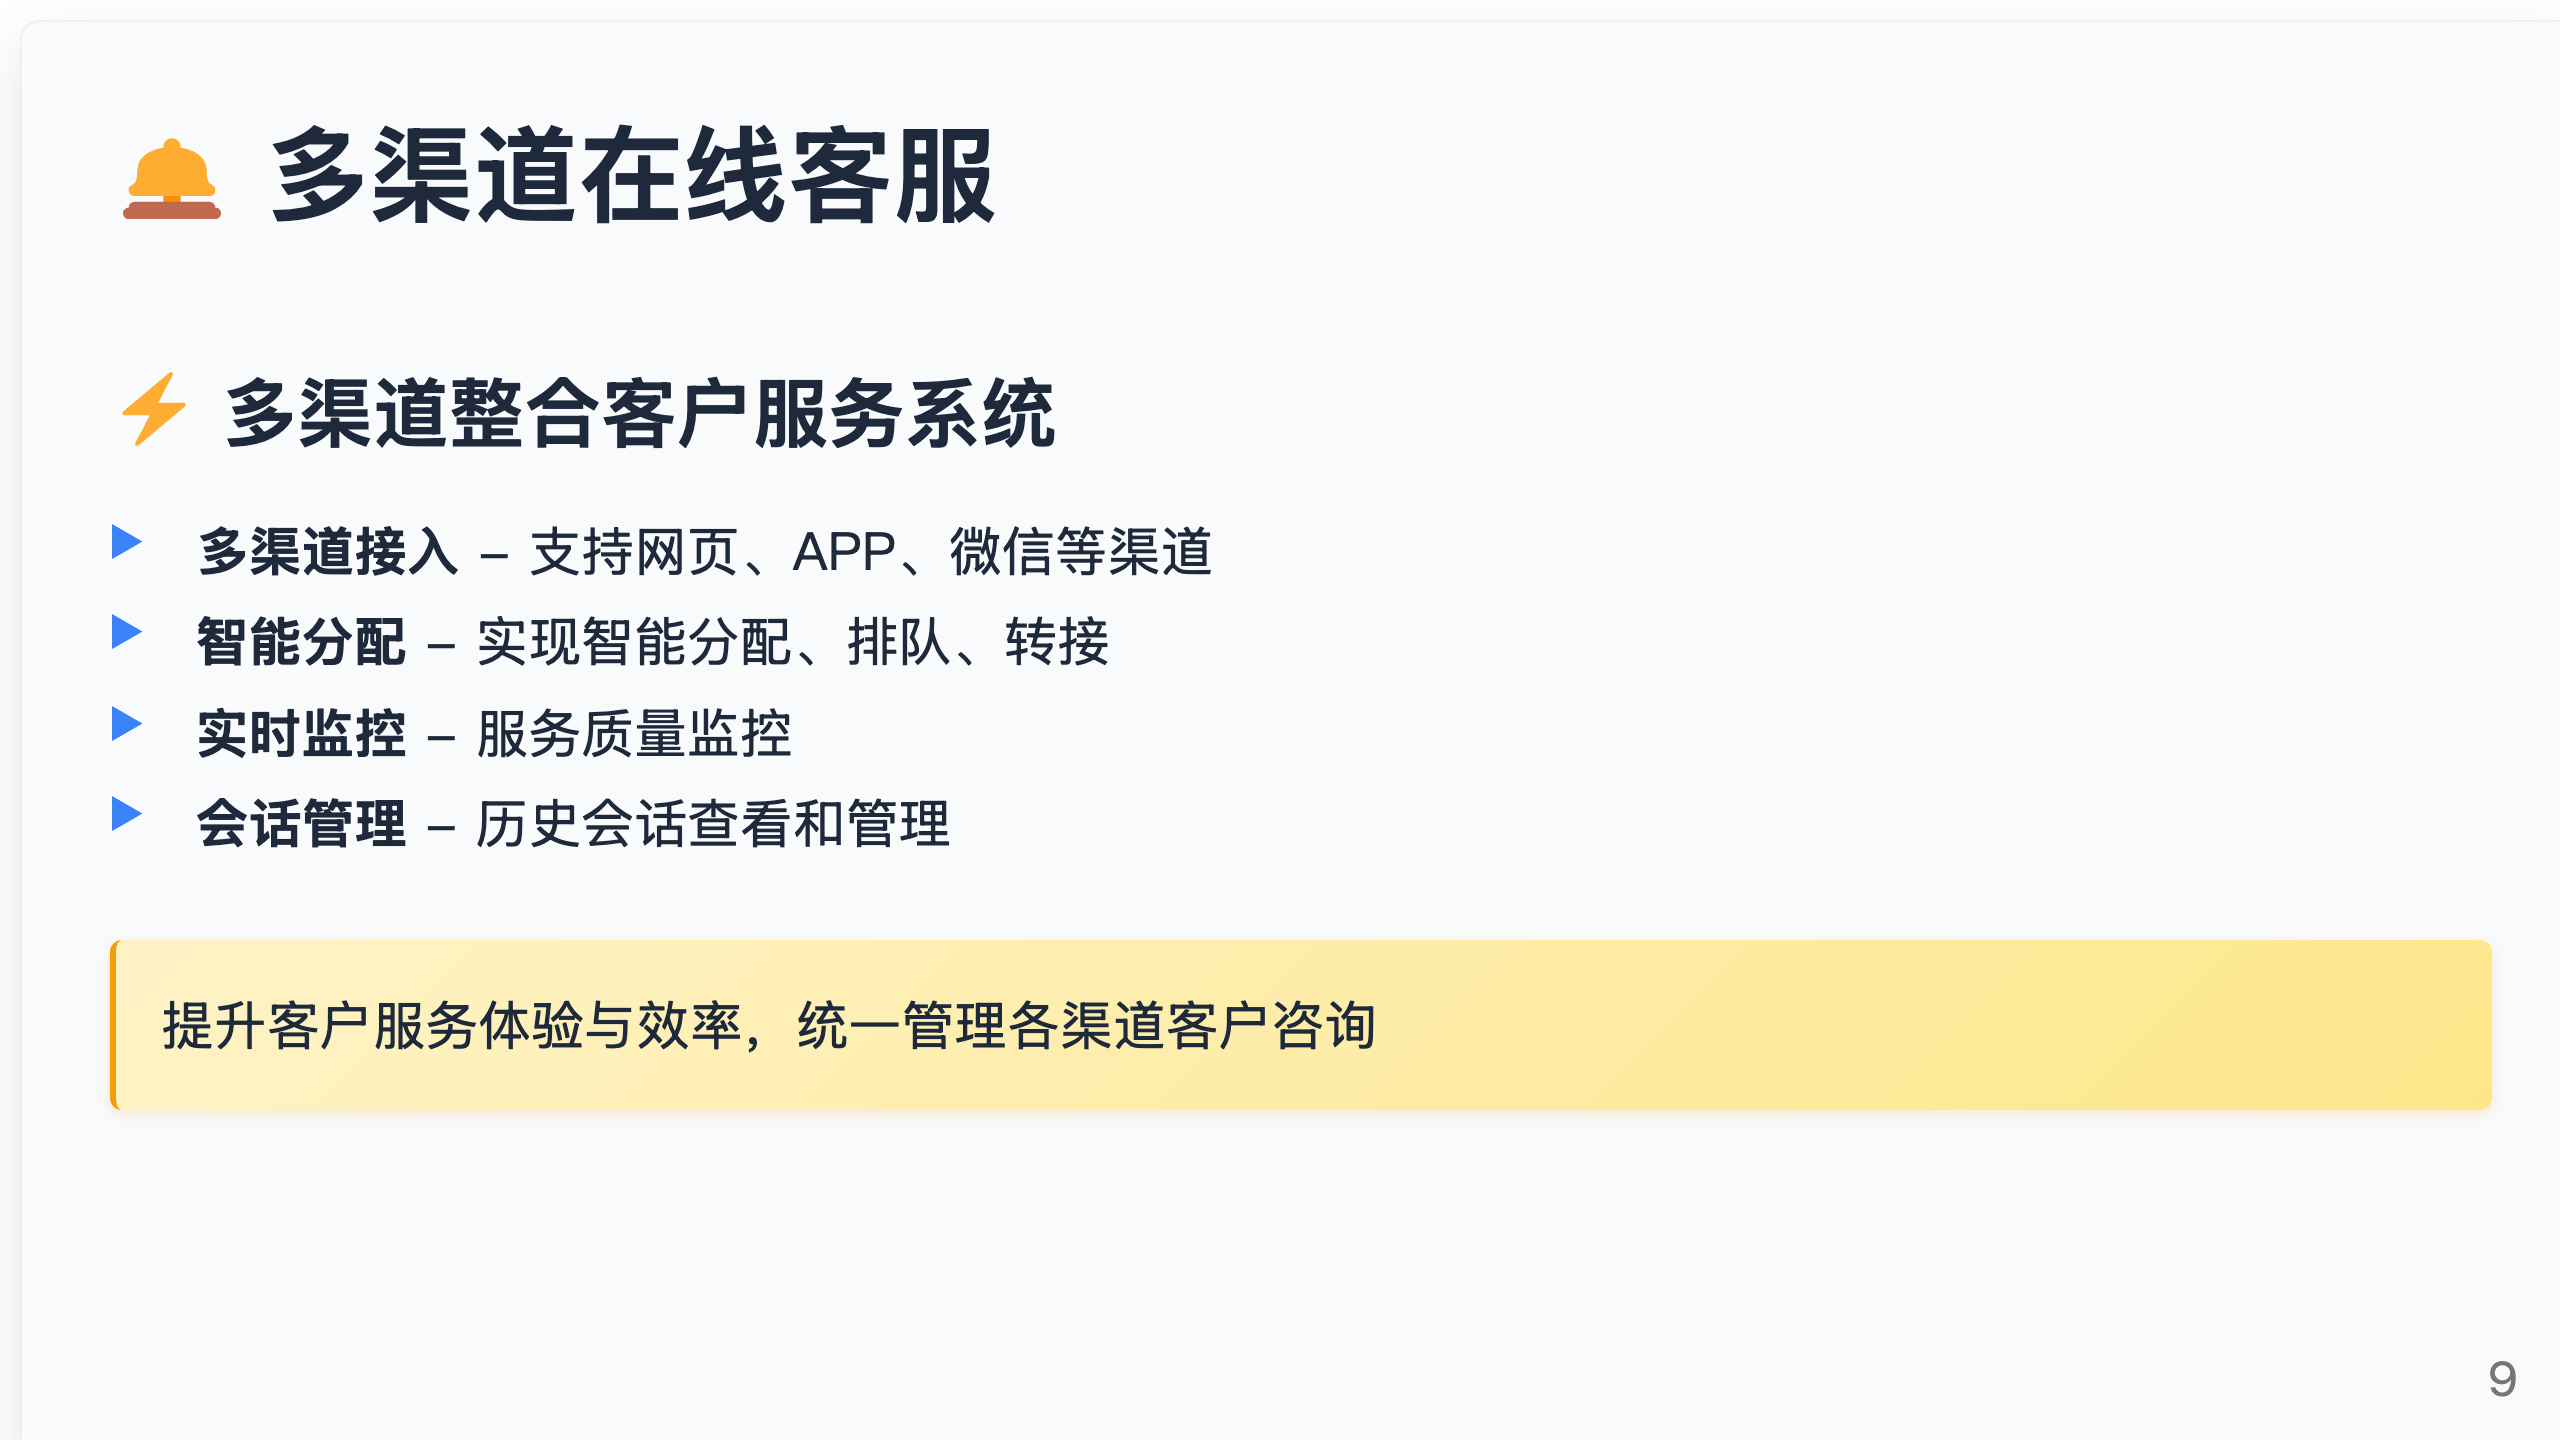 多渠道在线客服
多渠道整合客户服务系统
多渠道接入 – 支持网页、APP、微信等渠道
智能分配 – 实现智能分配、排队、转接
实时监控 – 服务质量监控
会话管理 – 历史会话查看和管理
提升客户服务体验与效率，统一管理各渠道客户咨询
9